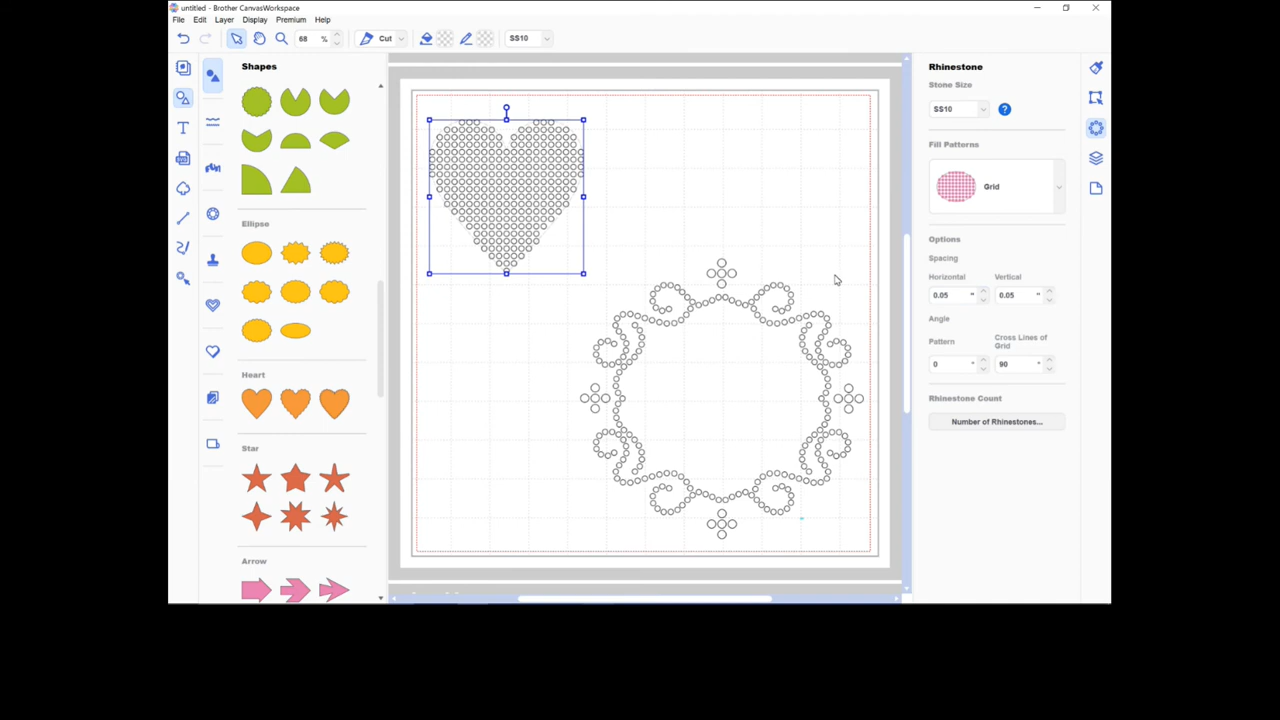 untitled - Brother CanvasWorkspace
File Edit Layer Display Premium Help
68 % Cut SS10
Shapes
Ellipse
Heart
Star
Arrow
Rhinestone
Stone Size
SS10 ?
Fill Patterns
Grid
Options
Spacing
Horizontal Vertical
0.05 " 0.05 "
Angle
Pattern Cross Lines of
Grid
0 ° 90 °
Rhinestone Count
Number of Rhinestones...